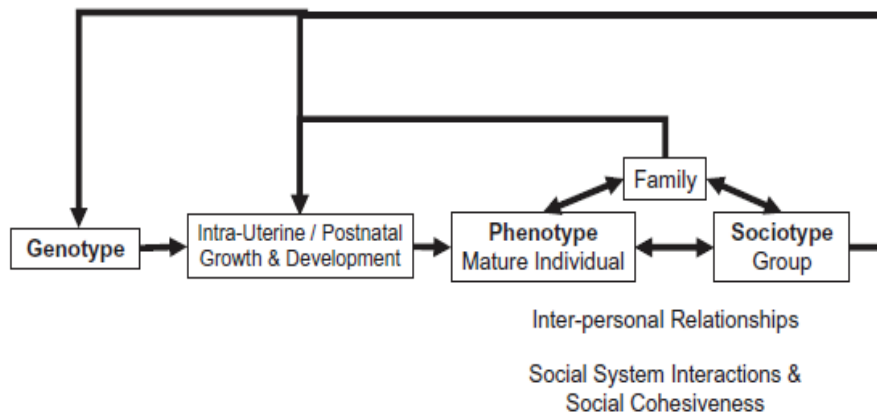 Family
Genotype
Intra-Uterine / Postnatal
Growth & Development
Phenotype
Mature Individual
Sociotype
Group
Inter-personal Relationships
Social System Interactions &
Social Cohesiveness